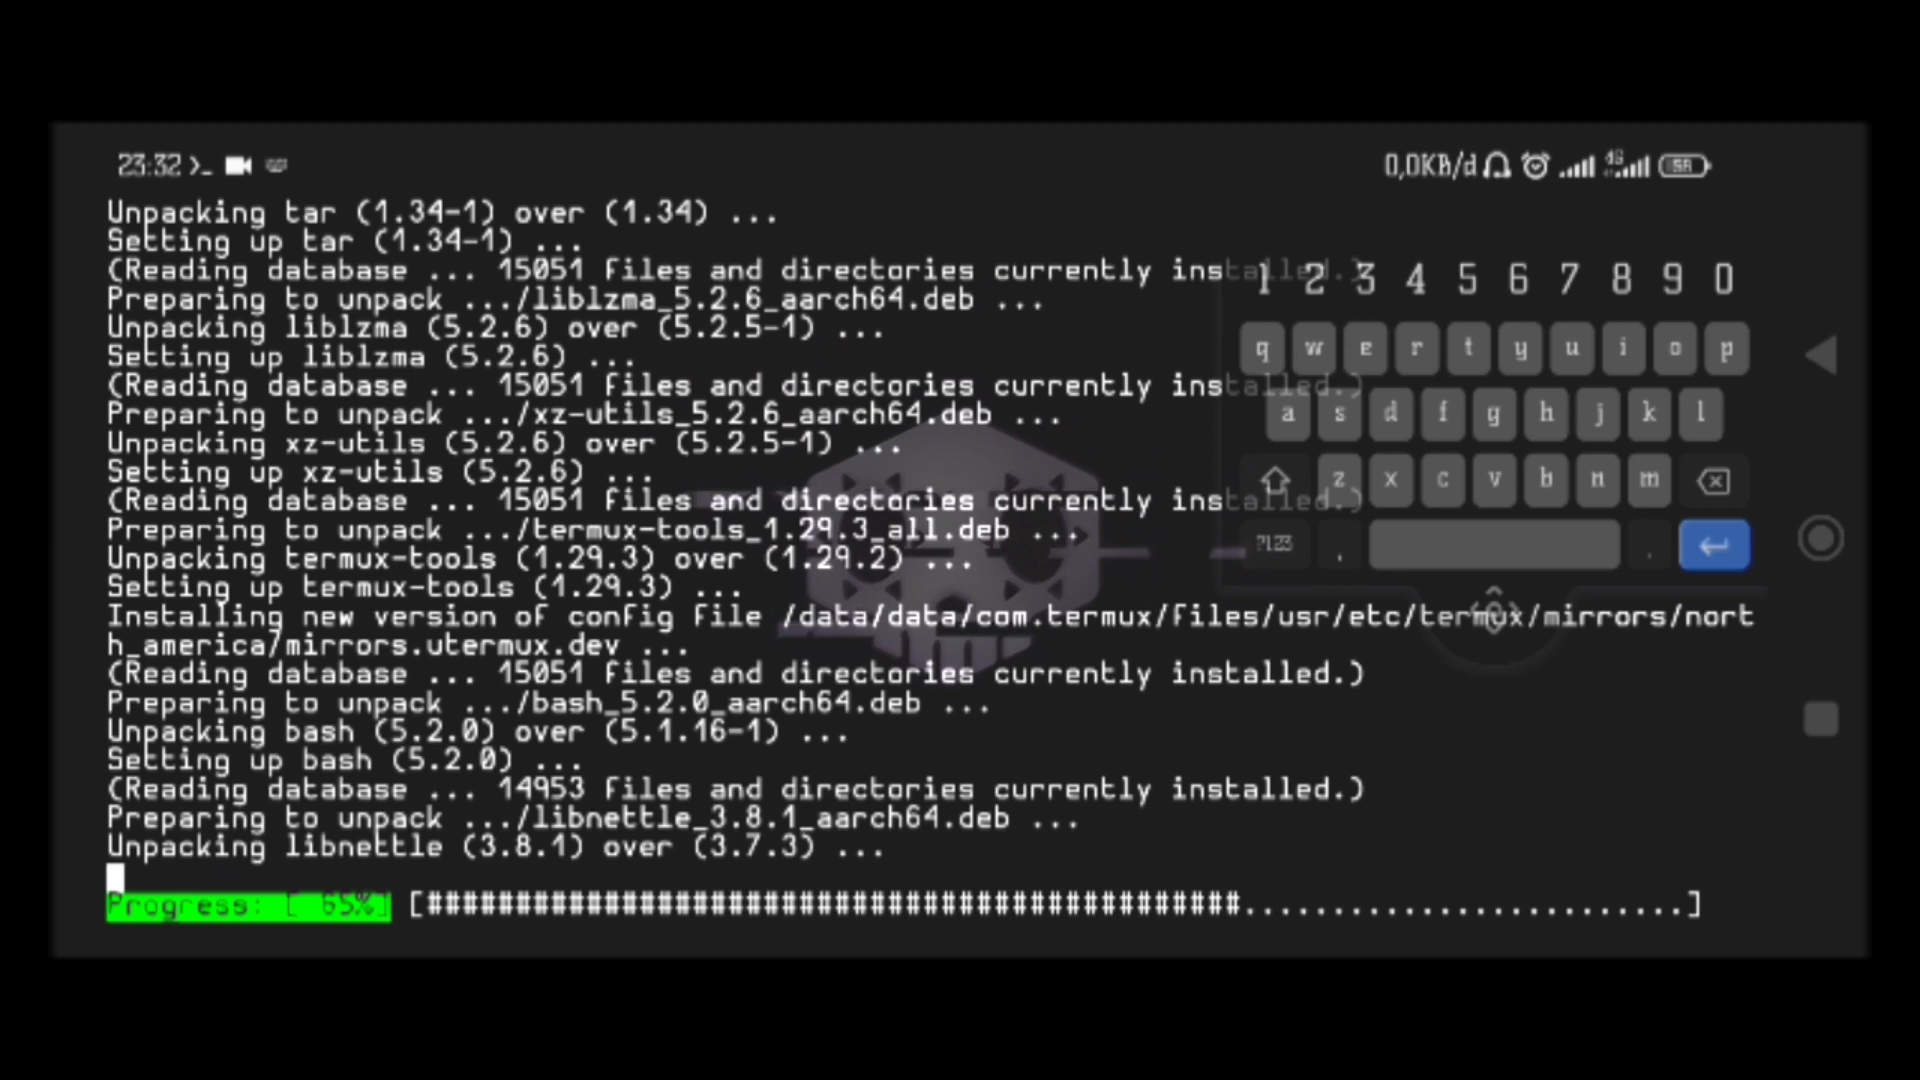 23:32 >_
0,0KB/d 4G 58
Unpacking tar (1.34-1) over (1.34) ...
Setting up tar (1.34-1) ...
(Reading database ... 15051 files and directories currently installed.)
Preparing to unpack .../liblzma_5.2.6_aarch64.deb ...
Unpacking liblzma (5.2.6) over (5.2.5-1) ...
Setting up liblzma (5.2.6) ...
(Reading database ... 15051 files and directories currently installed.)
Preparing to unpack .../xz-utils_5.2.6_aarch64.deb ...
Unpacking xz-utils (5.2.6) over (5.2.5-1) ...
Setting up xz-utils (5.2.6) ...
(Reading database ... 15051 files and directories currently installed.)
Preparing to unpack .../termux-tools_1.29.3_all.deb ...
Unpacking termux-tools (1.29.3) over (1.29.2) ...
Setting up termux-tools (1.29.3) ...
Installing new version of config file /data/data/com.termux/files/usr/etc/termux/mirrors/nort
h_america/mirrors.utermux.dev ...
(Reading database ... 15051 files and directories currently installed.)
Preparing to unpack .../bash_5.2.0_aarch64.deb ...
Unpacking bash (5.2.0) over (5.1.16-1) ...
Setting up bash (5.2.0) ...
(Reading database ... 14953 files and directories currently installed.)
Preparing to unpack .../libnettle_3.8.1_aarch64.deb ...
Unpacking libnettle (3.8.1) over (3.7.3) ...
Progress: [ 65%] [##############################################.........................]
1 2 3 4 5 6 7 8 9 0
q w e r t y u i o p
a s d f g h j k l
z x c v b n m
?123 , .